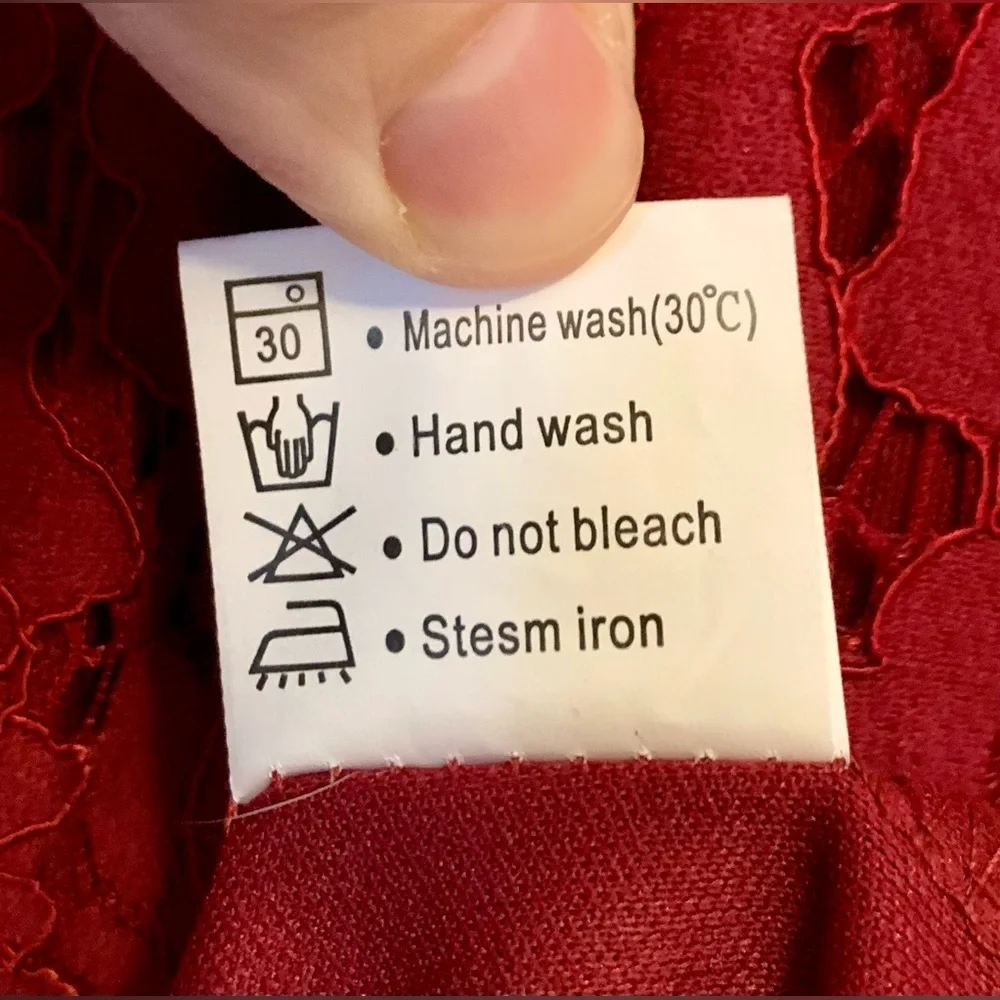 30 • Machine wash(30℃)
• Hand wash
• Do not bleach
• Stesm iron